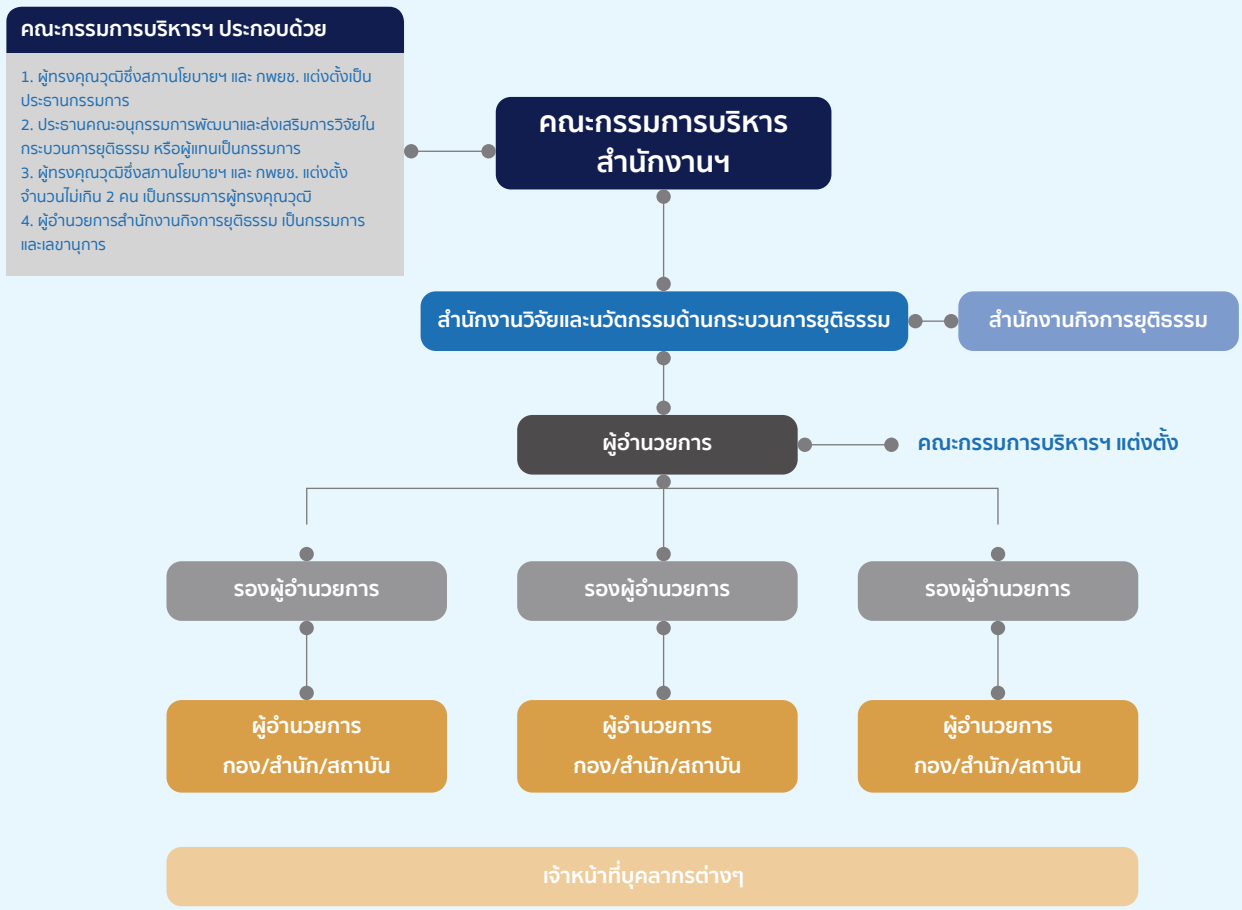 คณะกรรมการบริหารฯ ประกอบด้วย
1. ผู้ทรงคุณวุฒิซึ่งสภานโยบายฯ และ กพยช. แต่งตั้งเป็น
ประธานกรรมการ
2. ประธานคณะอนุกรรมการพัฒนาและส่งเสริมการวิจัยใน
กระบวนการยุติธรรม หรือผู้แทนเป็นกรรมการ
3. ผู้ทรงคุณวุฒิซึ่งสภานโยบายฯ และ กพยช. แต่งตั้ง
จำนวนไม่เกิน 2 คน เป็นกรรมการผู้ทรงคุณวุฒิ
4. ผู้อำนวยการสำนักงานกิจการยุติธรรม เป็นกรรมการ
และเลขานุการ
คณะกรรมการบริหาร
สำนักงานฯ
สำนักงานวิจัยและนวัตกรรมด้านกระบวนการยุติธรรม
สำนักงานกิจการยุติธรรม
ผู้อำนวยการ
คณะกรรมการบริหารฯ แต่งตั้ง
รองผู้อำนวยการ
รองผู้อำนวยการ
รองผู้อำนวยการ
ผู้อำนวยการ
กอง/สำนัก/สถาบัน
ผู้อำนวยการ
กอง/สำนัก/สถาบัน
ผู้อำนวยการ
กอง/สำนัก/สถาบัน
เจ้าหน้าที่บุคลากรต่างๆ